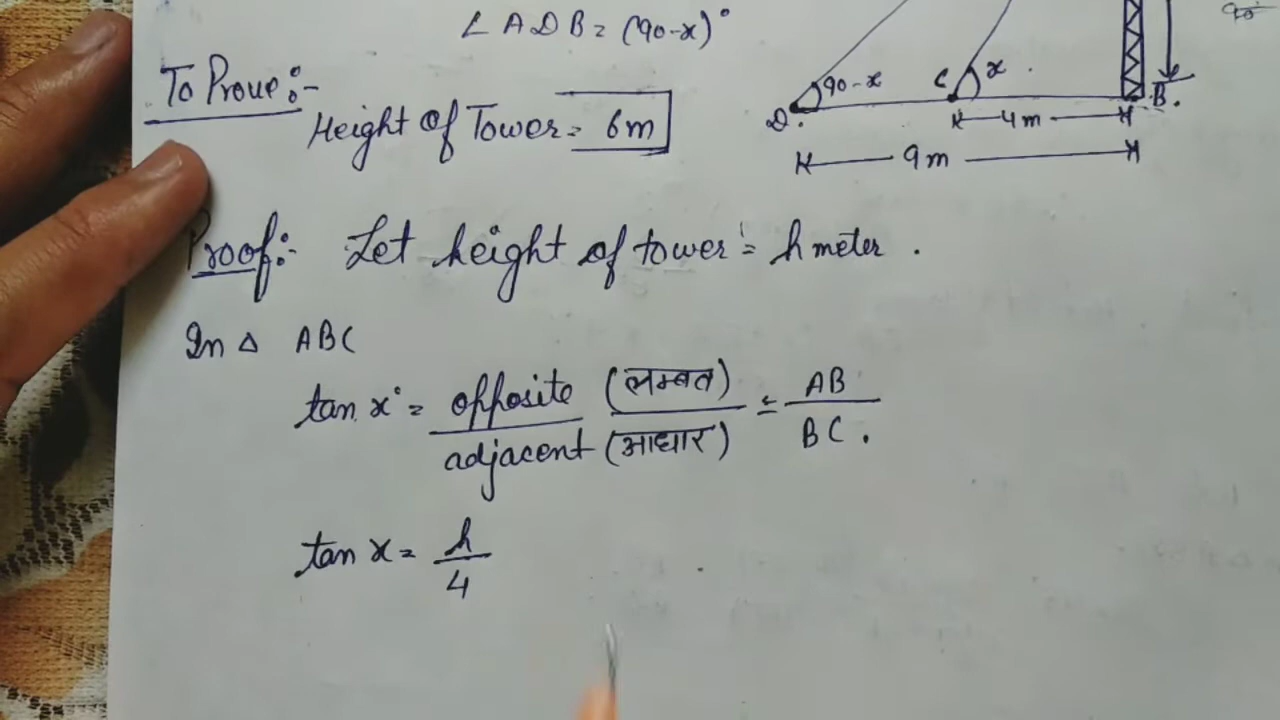 ∠ADB = (90-x)°
To Prove:-
Height of Tower = 6m
90-x
C
x
D.
B.
4m
9m
Proof:- Let height of tower = h meter.
In △ ABC
tan x° = opposite (लम्बत) / adjacent (आधार) = AB / BC.
tan x = h / 4